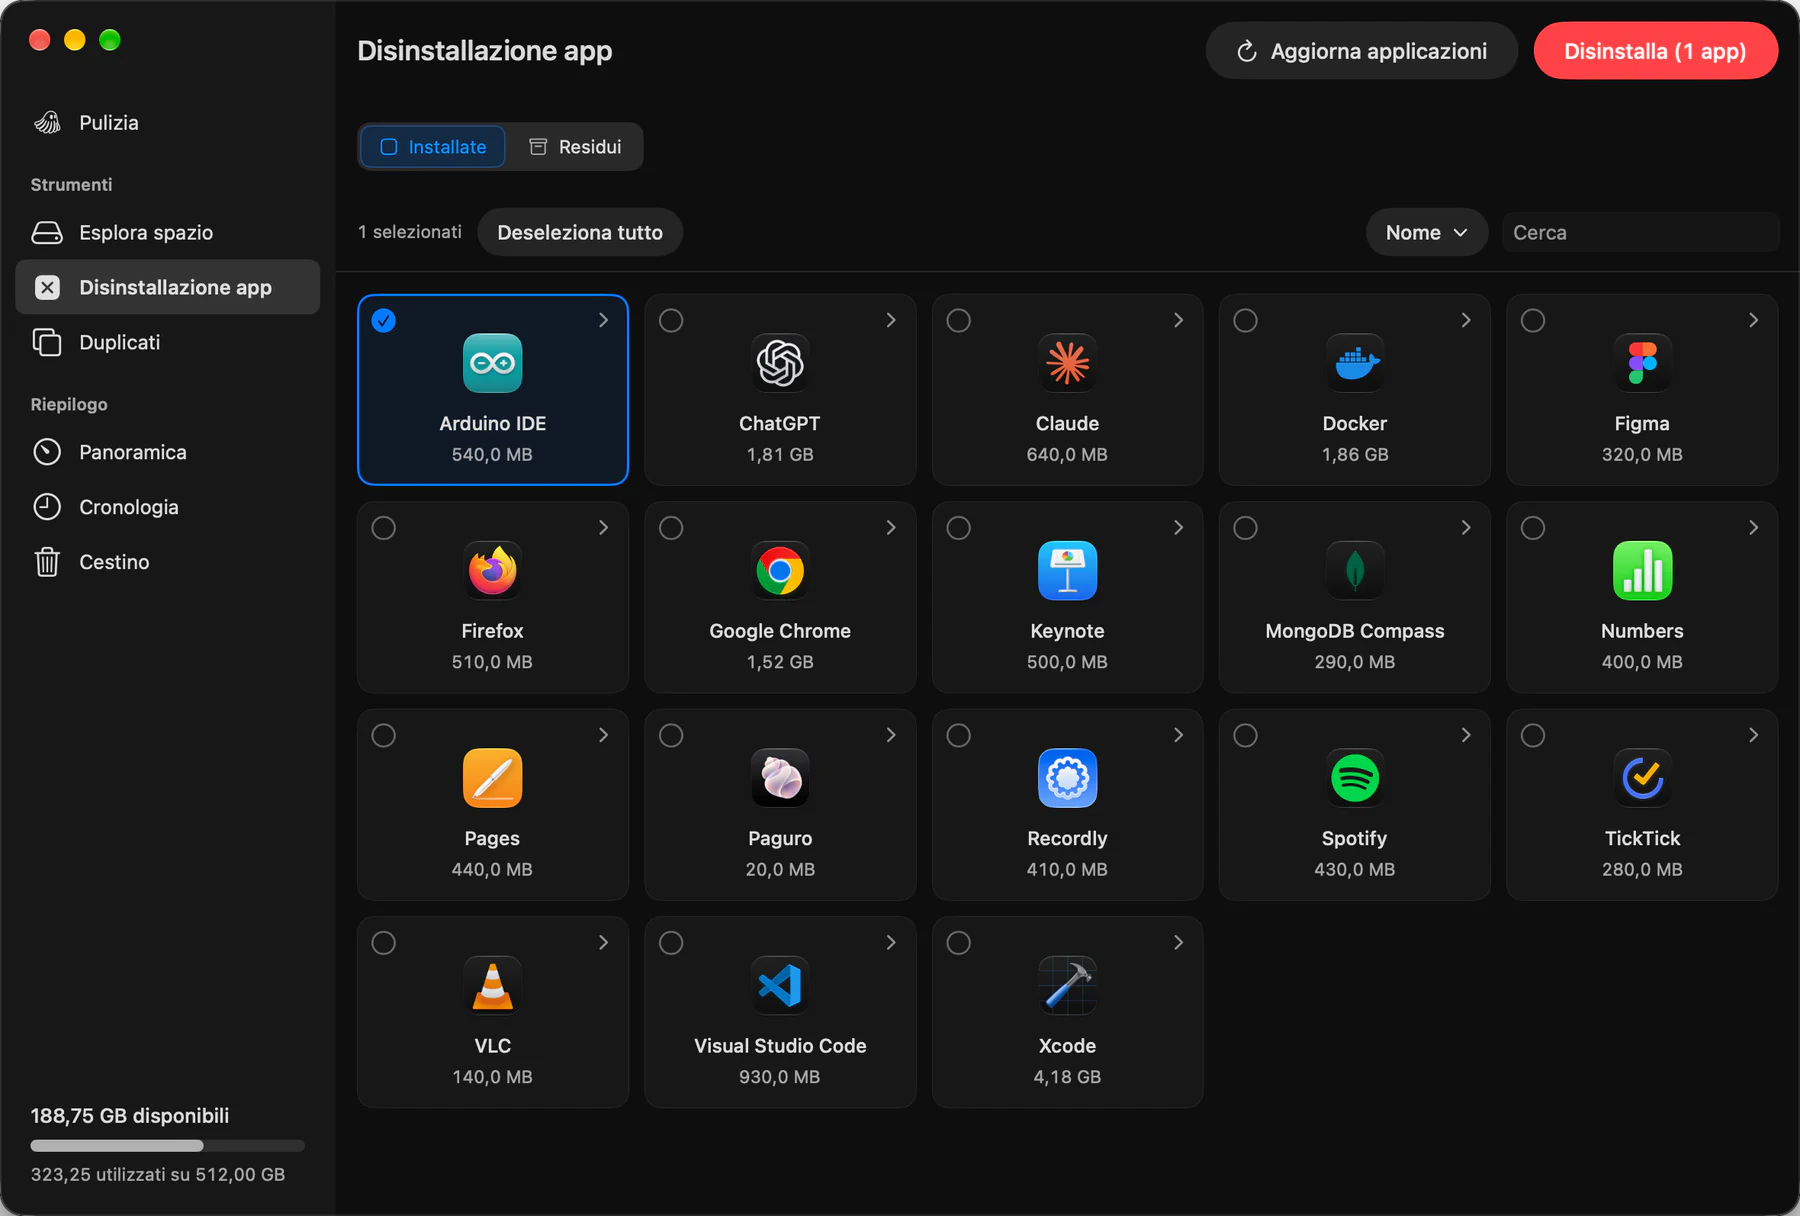 Disinstallazione app
Aggiorna applicazioni
Disinstalla (1 app)
Pulizia
Strumenti
Esplora spazio
Disinstallazione app
Duplicati
Riepilogo
Panoramica
Cronologia
Cestino
188,75 GB disponibili
323,25 utilizzati su 512,00 GB
Installate
Residui
1 selezionati
Deseleziona tutto
Nome
Cerca
Arduino IDE
540,0 MB
ChatGPT
1,81 GB
Claude
640,0 MB
Docker
1,86 GB
Figma
320,0 MB
Firefox
510,0 MB
Google Chrome
1,52 GB
Keynote
500,0 MB
MongoDB Compass
290,0 MB
Numbers
400,0 MB
Pages
440,0 MB
Paguro
20,0 MB
Recordly
410,0 MB
Spotify
430,0 MB
TickTick
280,0 MB
VLC
140,0 MB
Visual Studio Code
930,0 MB
Xcode
4,18 GB